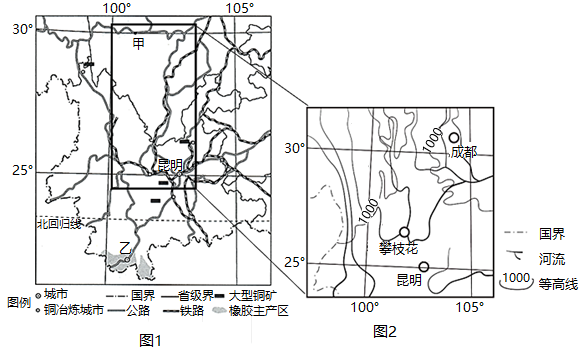 100° 105°
30°
甲
昆明
25°
北回归线
乙
图例 城市 国界 省级界 大型铜矿
铜冶炼城市 公路 铁路 橡胶主产区
图1
1000
成都
30°
1000
攀枝花
昆明
25°
100° 105°
国界
河流
1000 等高线
图2